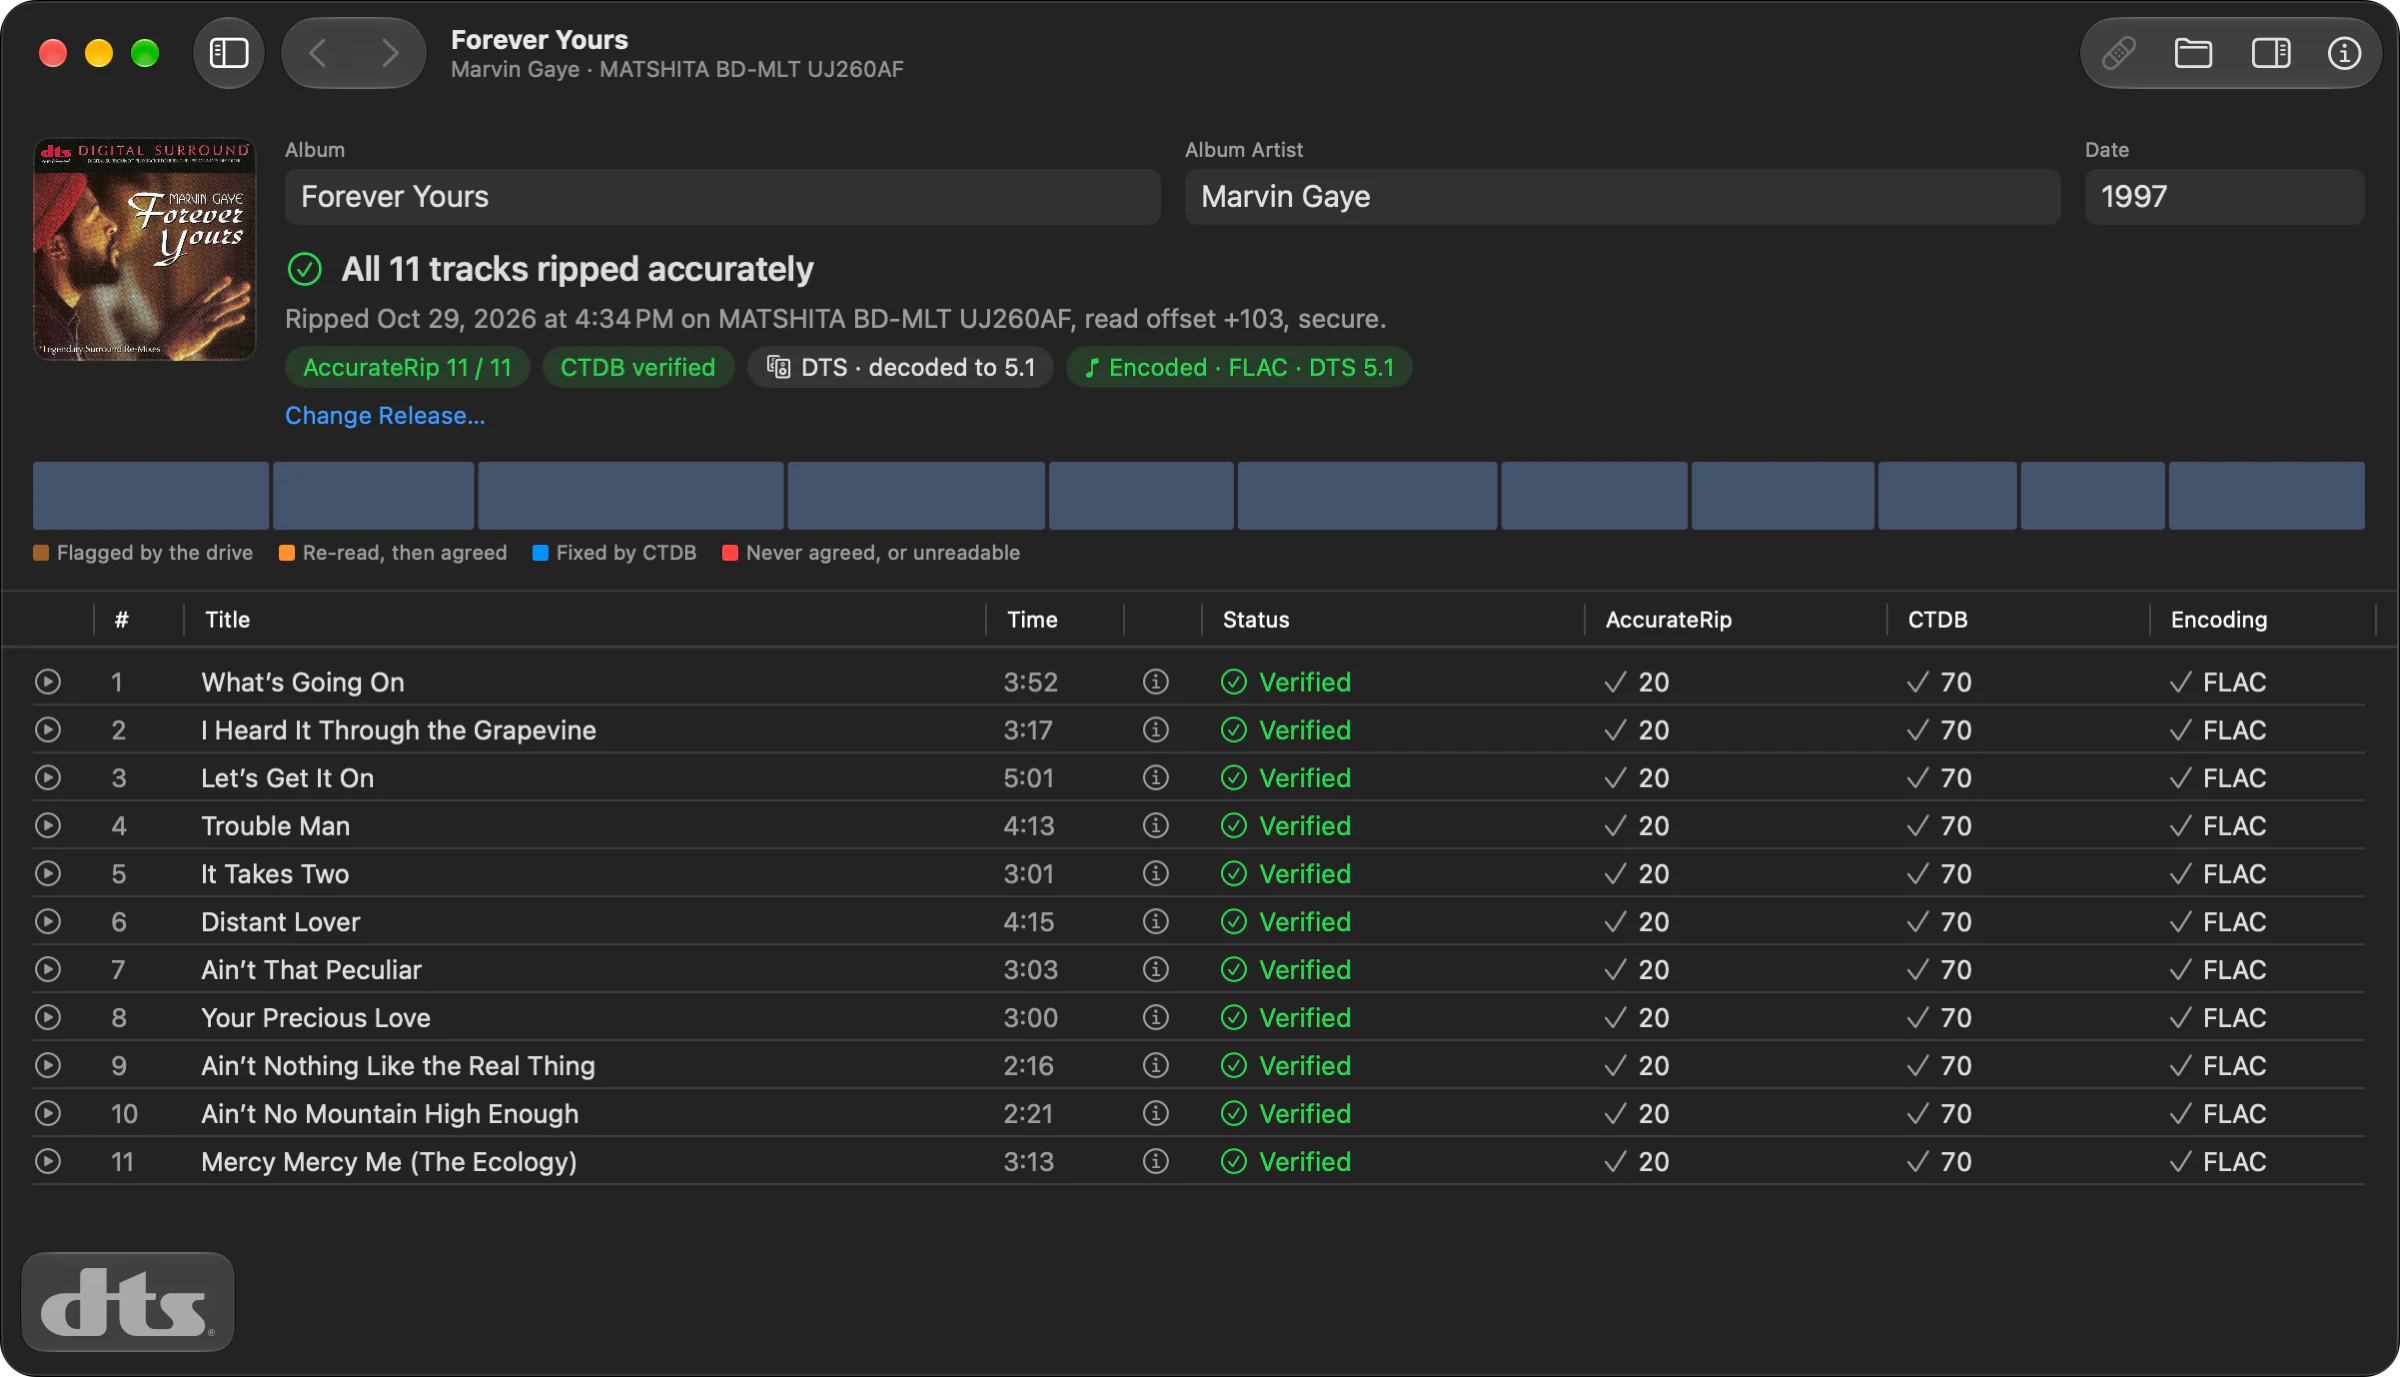 Forever Yours
Marvin Gaye · MATSHITA BD-MLT UJ260AF
dts DIGITAL SURROUND
MARVIN GAYE
Forever
Yours
*Legendary Surround Re-Mixes
Album
Forever Yours
Album Artist
Marvin Gaye
Date
1997
All 11 tracks ripped accurately
Ripped Oct 29, 2026 at 4:34 PM on MATSHITA BD-MLT UJ260AF, read offset +103, secure.
AccurateRip 11 / 11 CTDB verified DTS · decoded to 5.1 Encoded · FLAC · DTS 5.1
Change Release...
Flagged by the drive Re-read, then agreed Fixed by CTDB Never agreed, or unreadable
# Title Time Status AccurateRip CTDB Encoding
1 What’s Going On 3:52 Verified 20 70 FLAC
2 I Heard It Through the Grapevine 3:17 Verified 20 70 FLAC
3 Let’s Get It On 5:01 Verified 20 70 FLAC
4 Trouble Man 4:13 Verified 20 70 FLAC
5 It Takes Two 3:01 Verified 20 70 FLAC
6 Distant Lover 4:15 Verified 20 70 FLAC
7 Ain’t That Peculiar 3:03 Verified 20 70 FLAC
8 Your Precious Love 3:00 Verified 20 70 FLAC
9 Ain’t Nothing Like the Real Thing 2:16 Verified 20 70 FLAC
10 Ain’t No Mountain High Enough 2:21 Verified 20 70 FLAC
11 Mercy Mercy Me (The Ecology) 3:13 Verified 20 70 FLAC
dts®